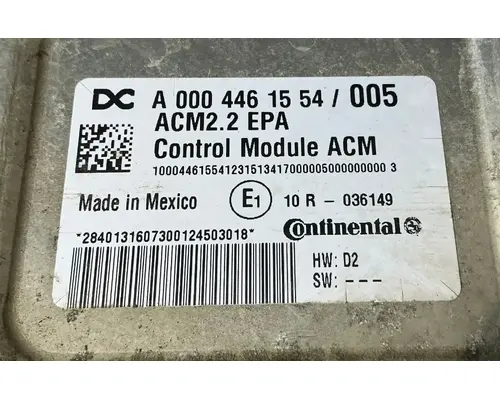 DC A 000 446 15 54 / 005
ACM2.2 EPA
Control Module ACM
10004461554123151341700000500000000 3
Made in Mexico E1 10 R - 036149
*28401316073001245030​18* Continental
HW: D2
SW: ---